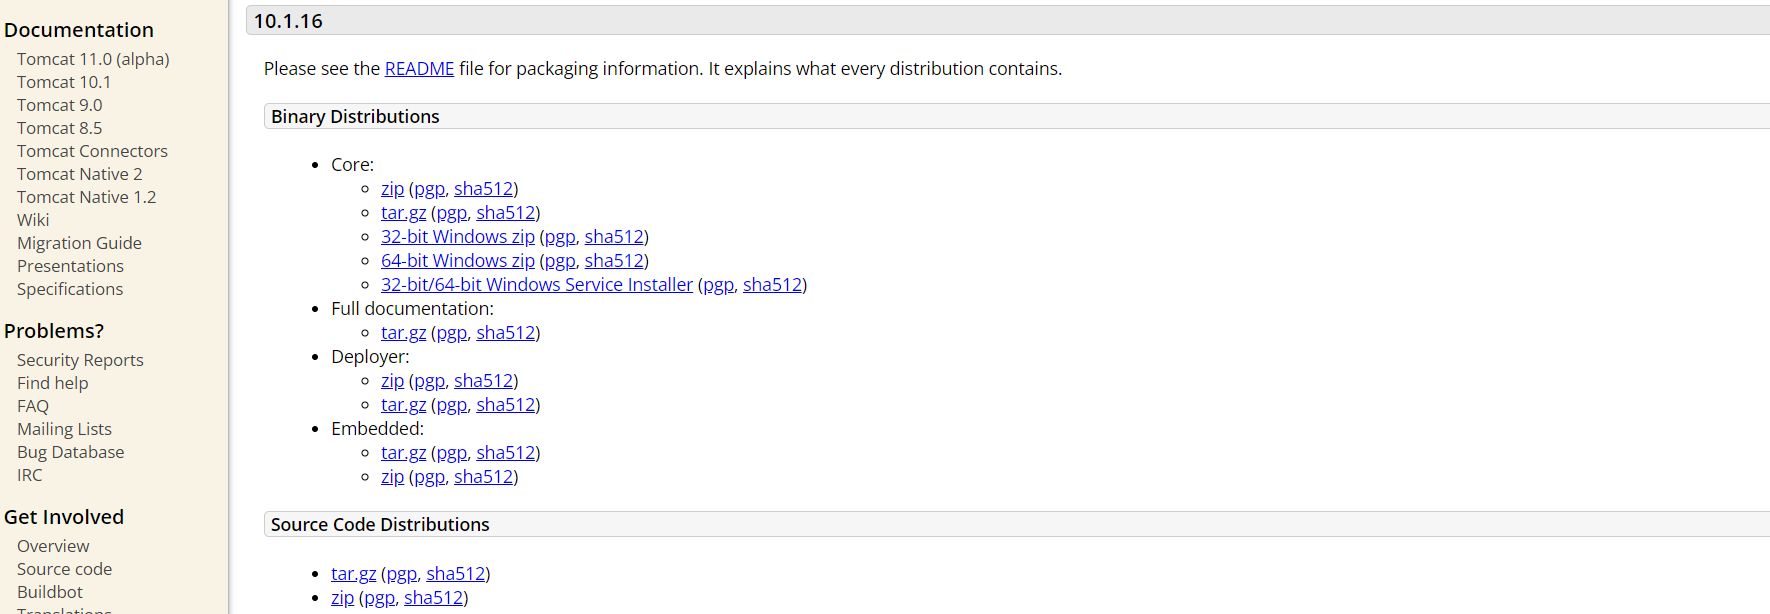 Documentation
Tomcat 11.0 (alpha)
Tomcat 10.1
Tomcat 9.0
Tomcat 8.5
Tomcat Connectors
Tomcat Native 2
Tomcat Native 1.2
Wiki
Migration Guide
Presentations
Specifications
Problems?
Security Reports
Find help
FAQ
Mailing Lists
Bug Database
IRC
Get Involved
Overview
Source code
Buildbot
Translations
10.1.16
Please see the README file for packaging information. It explains what every distribution contains.
Binary Distributions
Core:
zip (pgp, sha512)
tar.gz (pgp, sha512)
32-bit Windows zip (pgp, sha512)
64-bit Windows zip (pgp, sha512)
32-bit/64-bit Windows Service Installer (pgp, sha512)
Full documentation:
tar.gz (pgp, sha512)
Deployer:
zip (pgp, sha512)
tar.gz (pgp, sha512)
Embedded:
tar.gz (pgp, sha512)
zip (pgp, sha512)
Source Code Distributions
tar.gz (pgp, sha512)
zip (pgp, sha512)